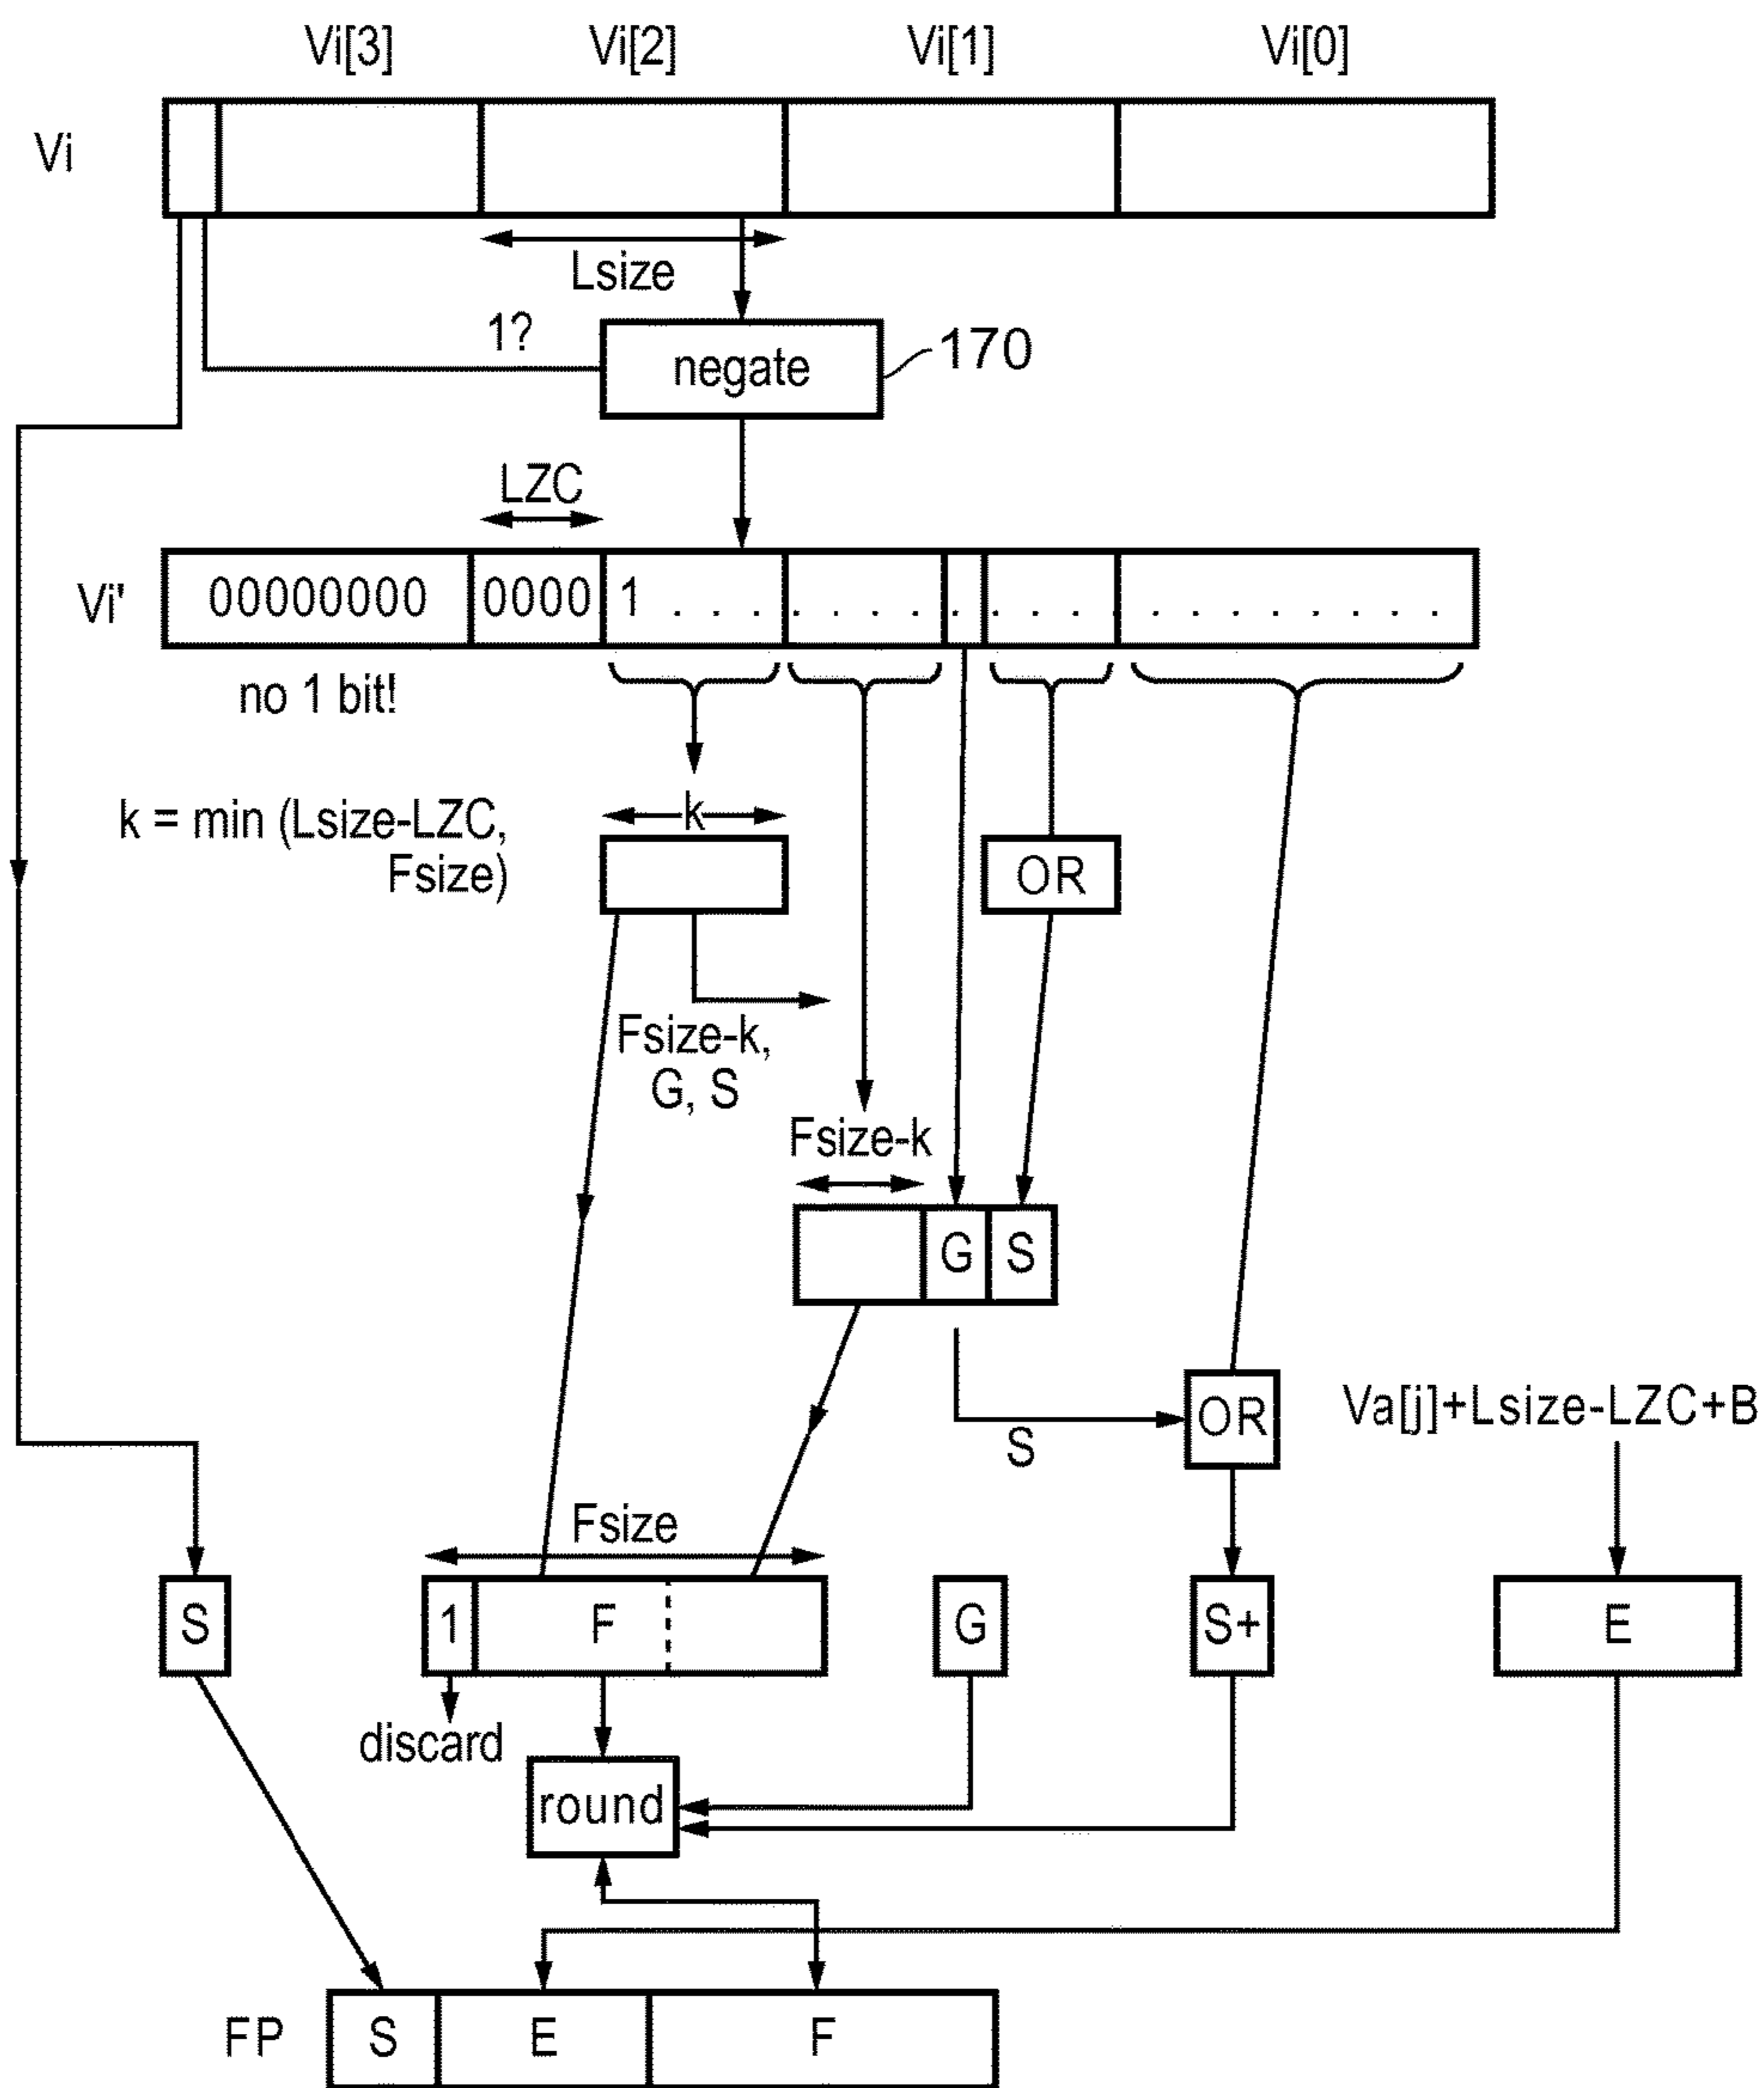 Vi[3] Vi[2] Vi[1] Vi[0]
Vi
Lsize
1?
negate
170
LZC
Vi'
00000000 0000 1 . . . . . . . . . . . . . . . . . . . .
no 1 bit!
k = min (Lsize-LZC,
Fsize)
k
OR
Fsize-k,
G, S
Fsize-k
G S
OR
S
Va[j]+Lsize-LZC+B
Fsize
S 1 F G S+ E
discard
round
FP S E F